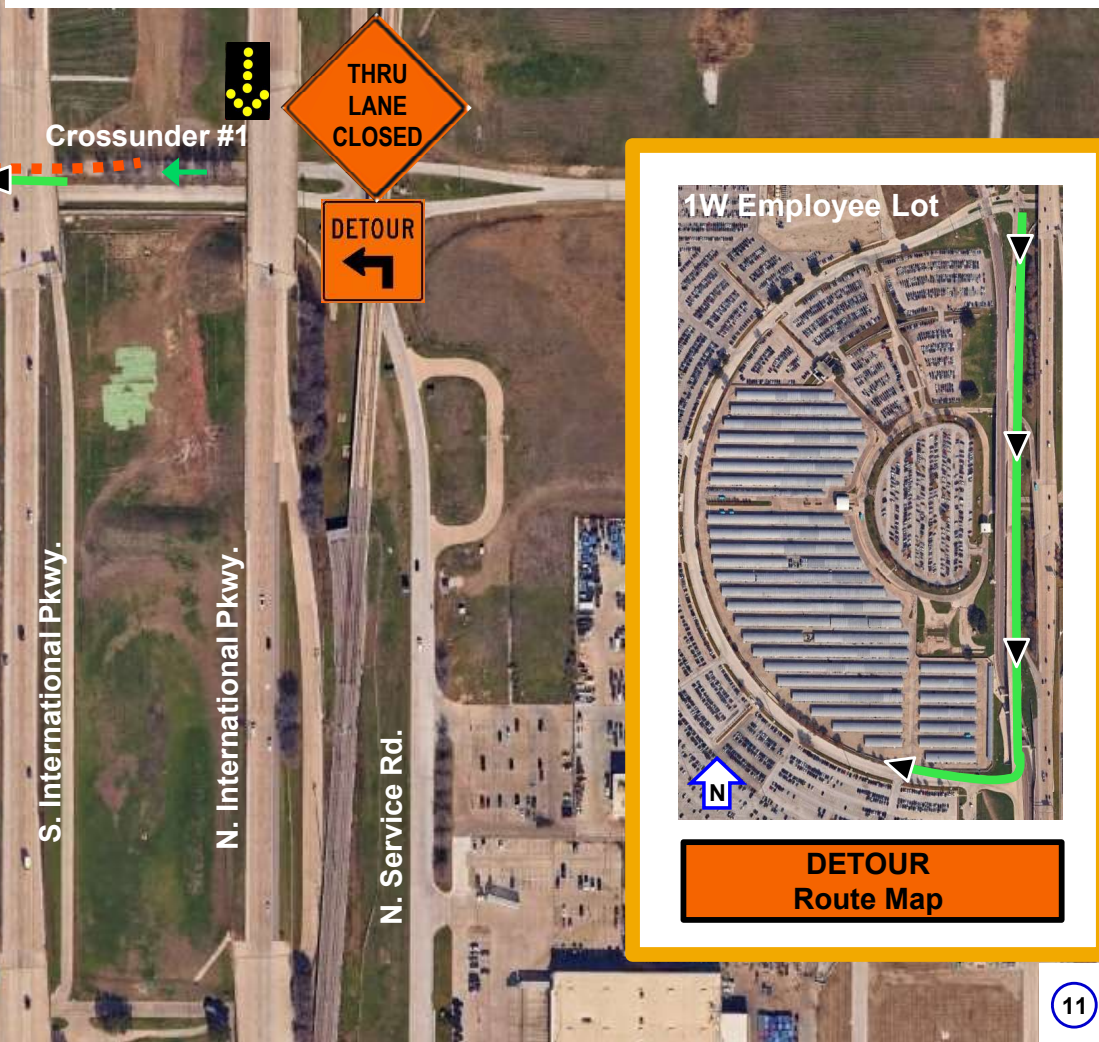 THRU
LANE
CLOSED
Crossunder #1
DETOUR
S. International Pkwy.
N. International Pkwy.
N. Service Rd.
1W Employee Lot
N
DETOUR
Route Map
11